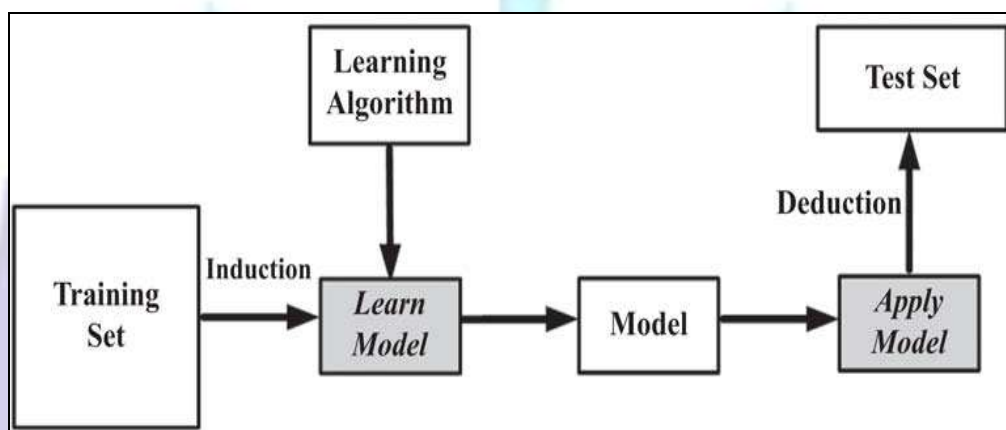 Learning
Algorithm
Test Set
Deduction
Induction
Training
Set
Learn
Model
Model
Apply
Model